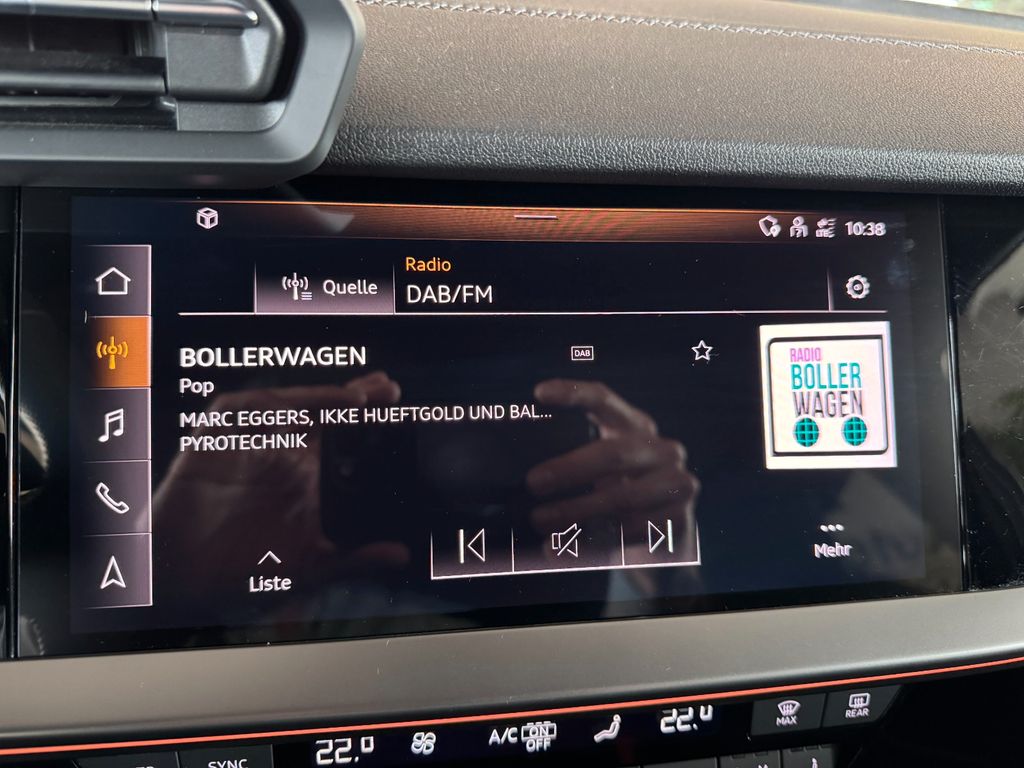 10:38
Radio
Quelle
DAB/FM
BOLLERWAGEN
DAB
Pop
MARC EGGERS, IKKE HUEFTGOLD UND BAL...
PYROTECHNIK
RADIO
BOLLER
WAGEN
Liste
Mehr
22.0
A/C ON
OFF
22.0
MAX
REAR
SYNC